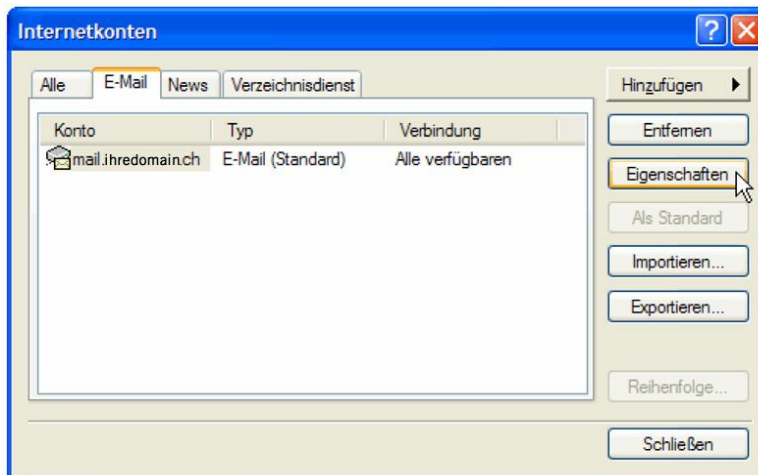 Internetkonten
Alle E-Mail News Verzeichnisdienst
Konto Typ Verbindung
mail.ihredomain.ch E-Mail (Standard) Alle verfügbaren
Hinzufügen
Entfernen
Eigenschaften
Als Standard
Importieren...
Exportieren...
Reihenfolge...
Schließen